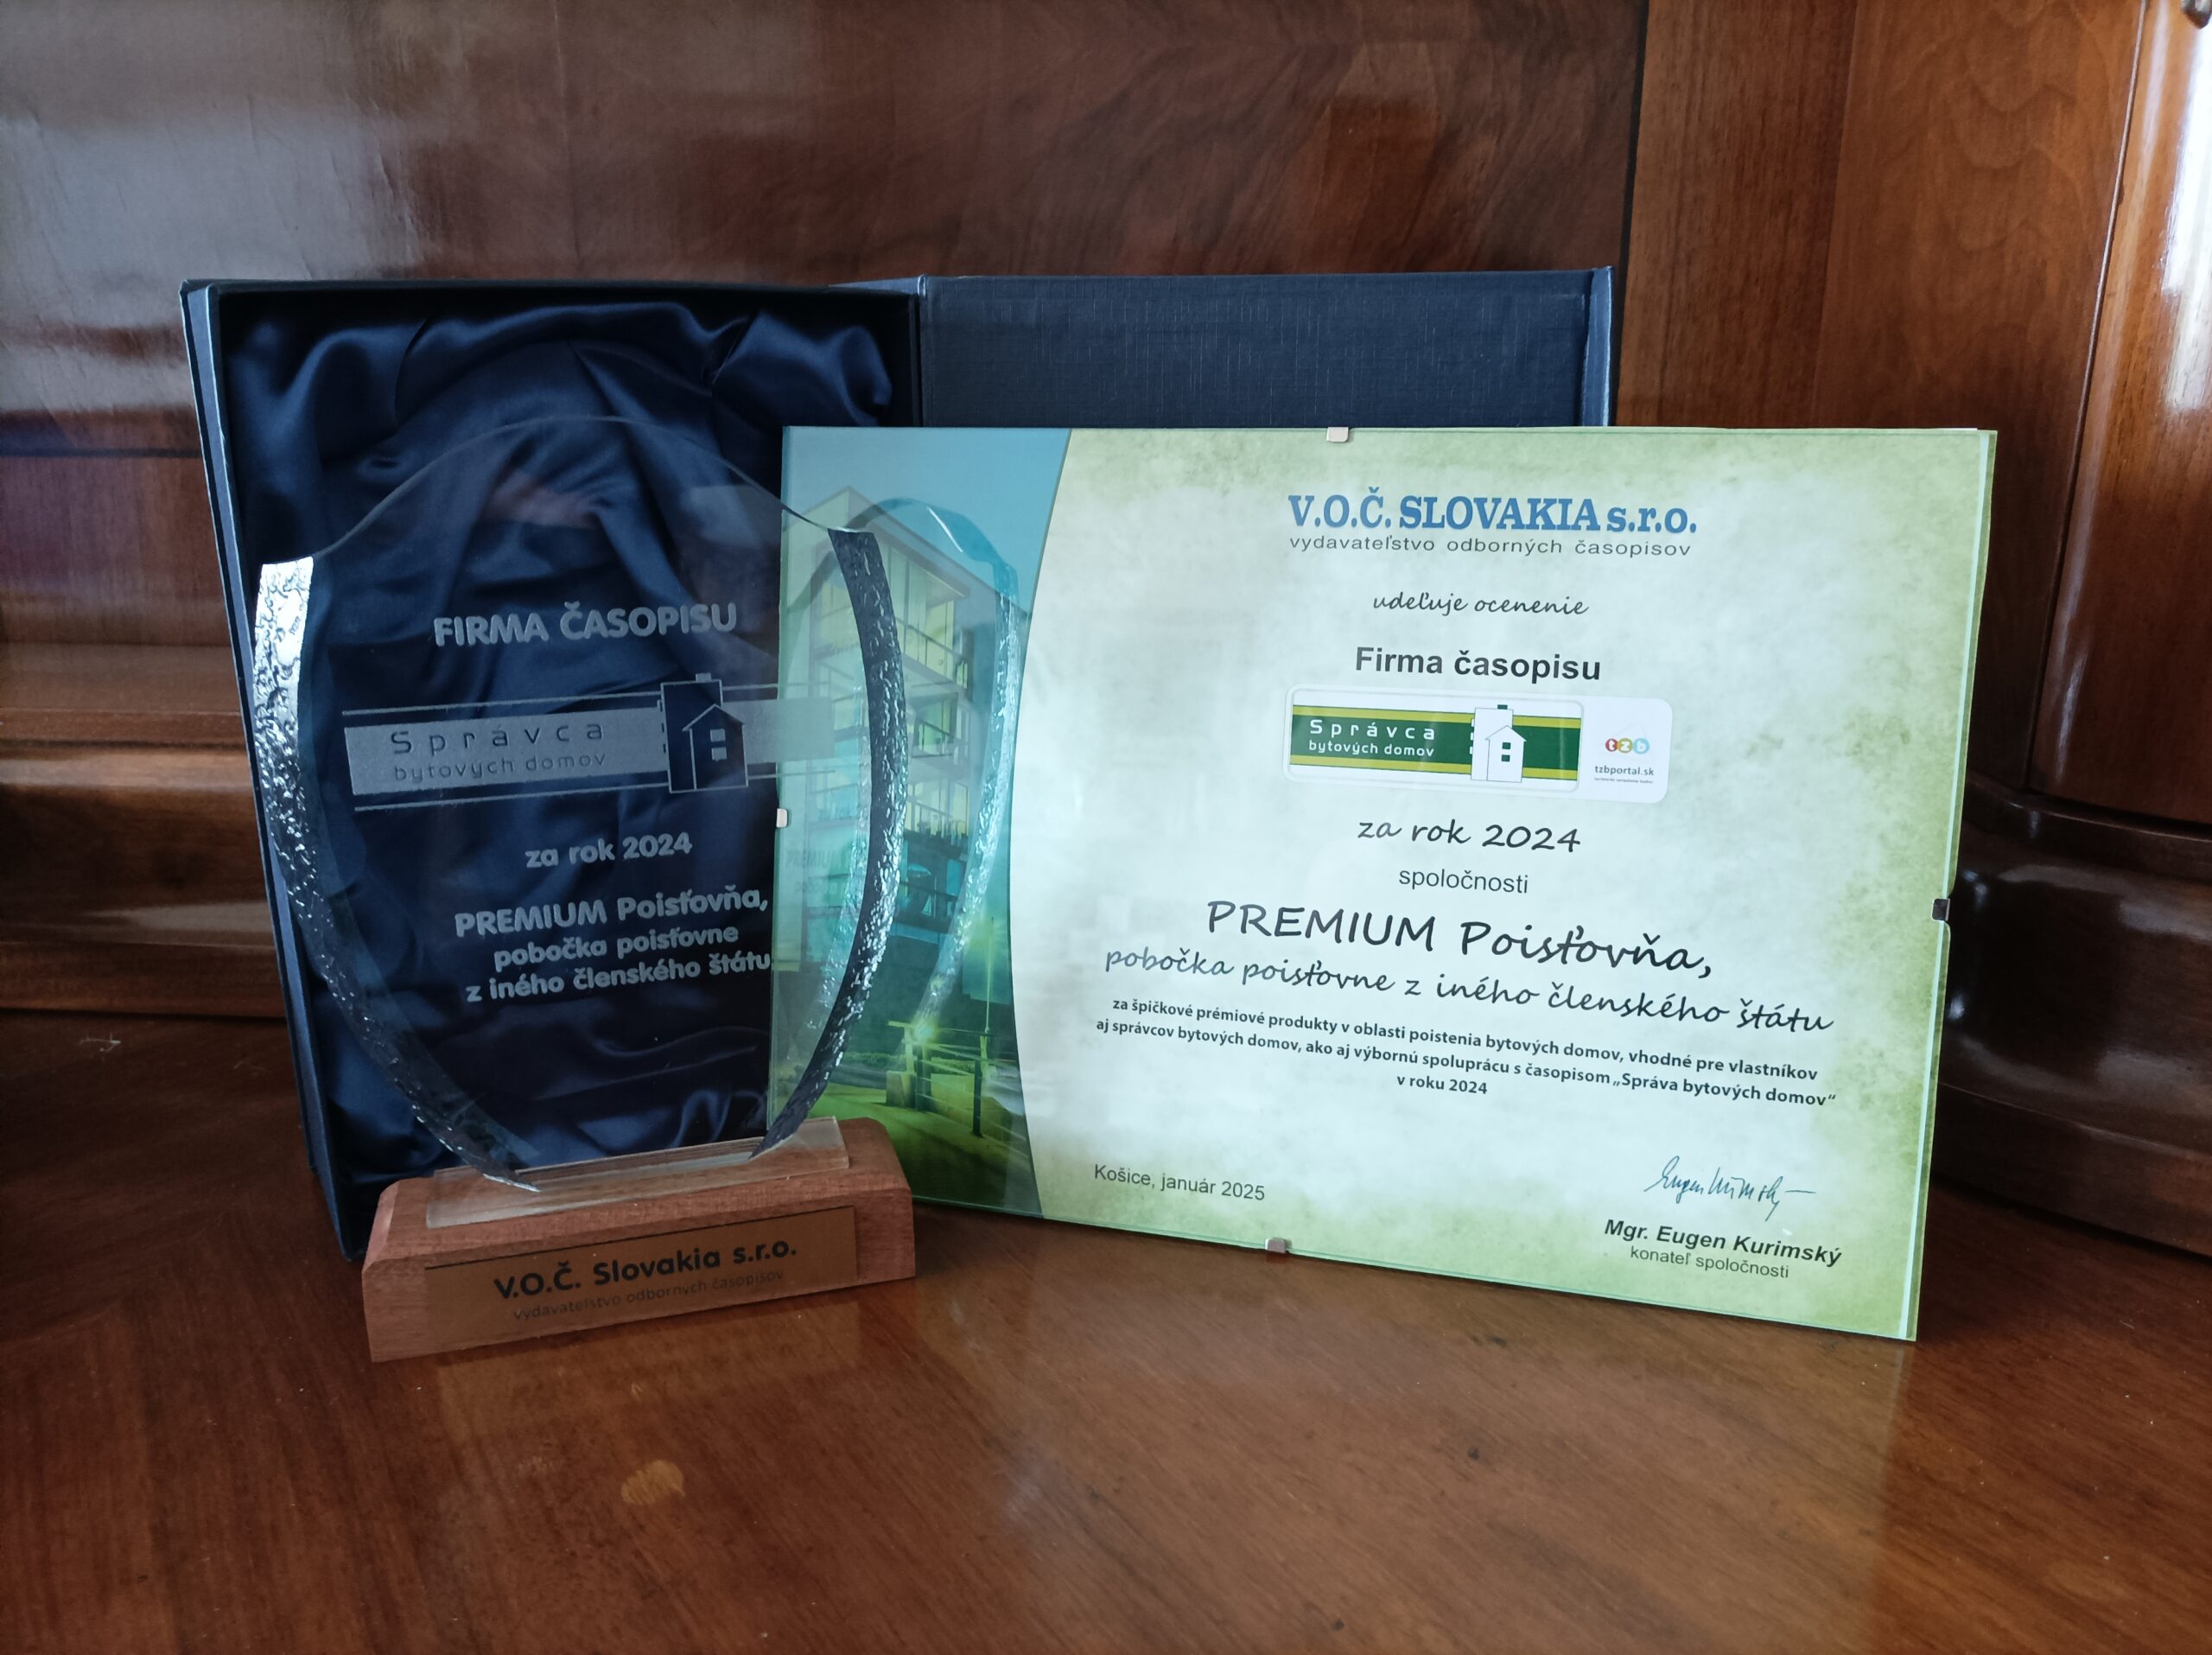 FIRMA ČASOPISU
Správca
bytových domov
za rok 2024
PREMIUM Poisťovňa,
pobočka poisťovne
z iného členského štátu
V.O.Č. Slovakia s.r.o.
vydavateľstvo odborných časopisov
V.O.Č. SLOVAKIA s.r.o.
vydavateľstvo odborných časopisov
udeľuje ocenenie
Firma časopisu
Správca
bytových domov
tzb
tzbportal.sk
za rok 2024
spoločnosti
PREMIUM Poisťovňa,
pobočka poisťovne z iného členského štátu
za špičkové prémiové produkty v oblasti poistenia bytových domov, vhodné pre vlastníkov
aj správcov bytových domov, ako aj výbornú spoluprácu s časopisom „Správa bytových domov“
v roku 2024
Košice, január 2025
Mgr. Eugen Kurimský
konateľ spoločnosti